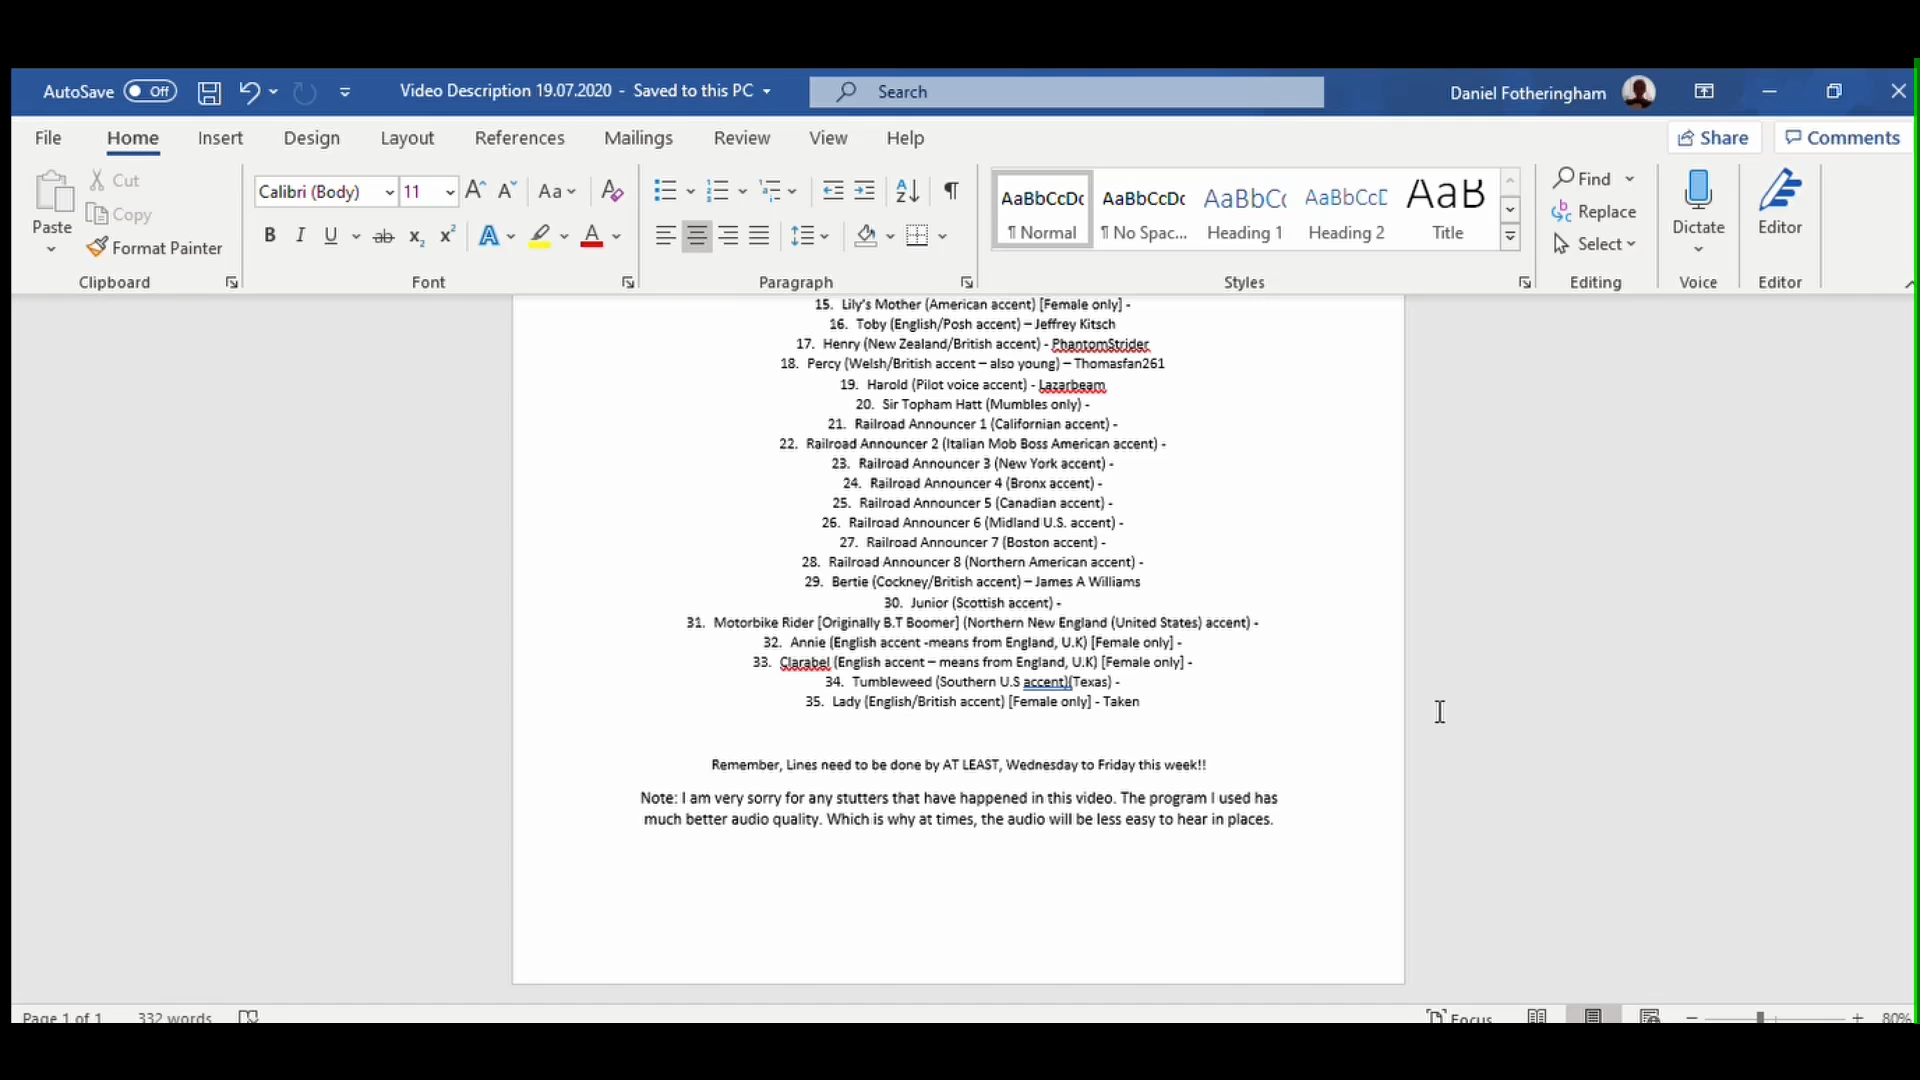 AutoSave Off Video Description 19.07.2020 - Saved to this PC Search Daniel Fotheringham
File Home Insert Design Layout References Mailings Review View Help Share Comments
Paste Cut Copy Format Painter Clipboard
Calibri (Body) 11 Aa Font
Paragraph
AaBbCcDc ¶ Normal AaBbCcDc ¶ No Spac... AaBbCc Heading 1 AaBbCcD Heading 2 AaB Title Styles
Find Replace Select Editing
Dictate Voice
Editor Editor
15. Lily's Mother (American accent) [Female only] -
16. Toby (English/Posh accent) – Jeffrey Kitsch
17. Henry (New Zealand/British accent) - PhantomStrider
18. Percy (Welsh/British accent – also young) – Thomasfan261
19. Harold (Pilot voice accent) - Lazarbeam
20. Sir Topham Hatt (Mumbles only) -
21. Railroad Announcer 1 (Californian accent) -
22. Railroad Announcer 2 (Italian Mob Boss American accent) -
23. Railroad Announcer 3 (New York accent) -
24. Railroad Announcer 4 (Bronx accent) -
25. Railroad Announcer 5 (Canadian accent) -
26. Railroad Announcer 6 (Midland U.S. accent) -
27. Railroad Announcer 7 (Boston accent) -
28. Railroad Announcer 8 (Northern American accent) -
29. Bertie (Cockney/British accent) – James A Williams
30. Junior (Scottish accent) -
31. Motorbike Rider [Originally B.T Boomer] (Northern New England (United States) accent) -
32. Annie (English accent -means from England, U.K) [Female only] -
33. Clarabel (English accent – means from England, U.K) [Female only] -
34. Tumbleweed (Southern U.S accent)(Texas) -
35. Lady (English/British accent) [Female only] - Taken
Remember, Lines need to be done by AT LEAST, Wednesday to Friday this week!!
Note: I am very sorry for any stutters that have happened in this video. The program I used has
much better audio quality. Which is why at times, the audio will be less easy to hear in places.
Page 1 of 1 332 words Focus 80%